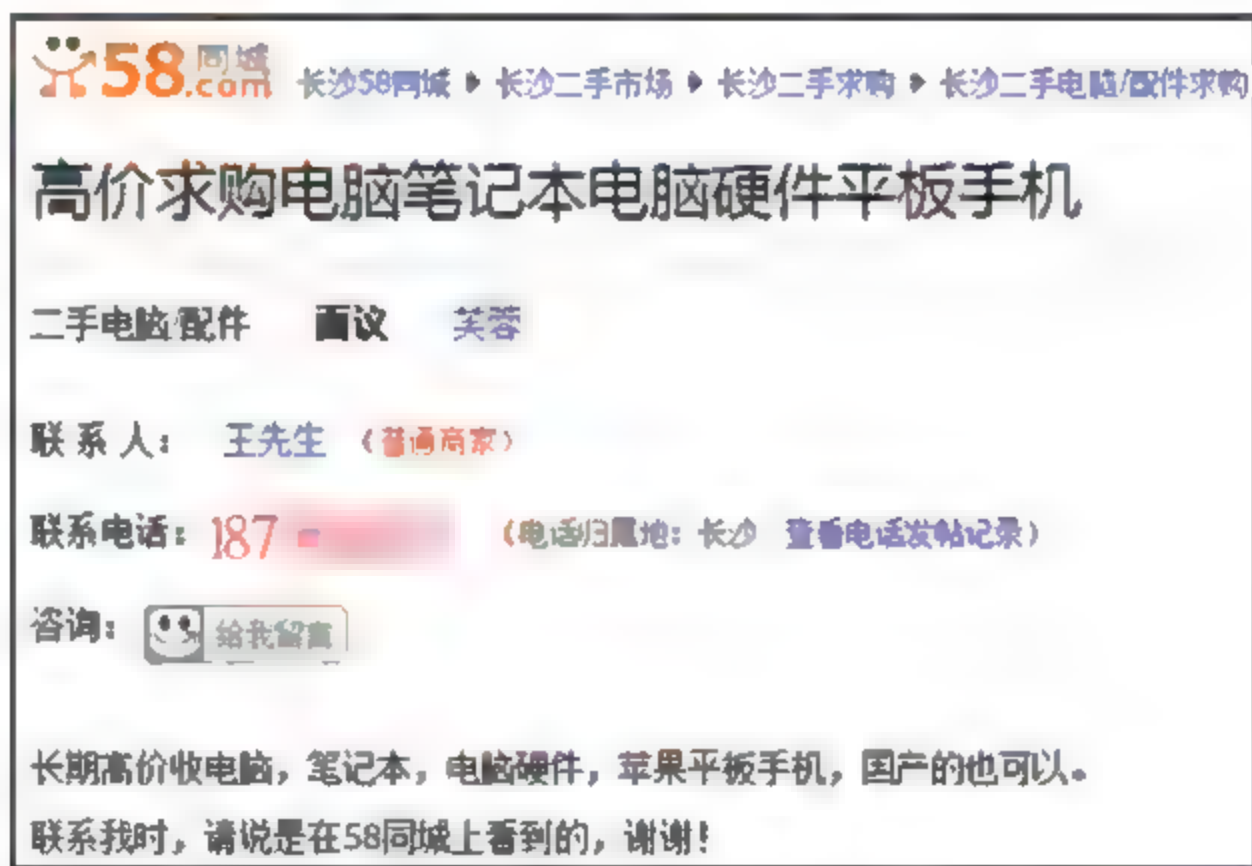 58同城.com 长沙58同城 ▶ 长沙二手市场 ▶ 长沙二手求购 ▶ 长沙二手电脑/配件求购
高价求购电脑笔记本电脑硬件平板手机
二手电脑/配件 面议 芙蓉
联 系 人： 王先生 （普通商家）
联系电话：187 （电话归属地：长沙 查看电话发帖记录）
咨询： 给我留言
长期高价收电脑，笔记本，电脑硬件，苹果平板手机，国产的也可以。
联系我时，请说是在58同城上看到的，谢谢！